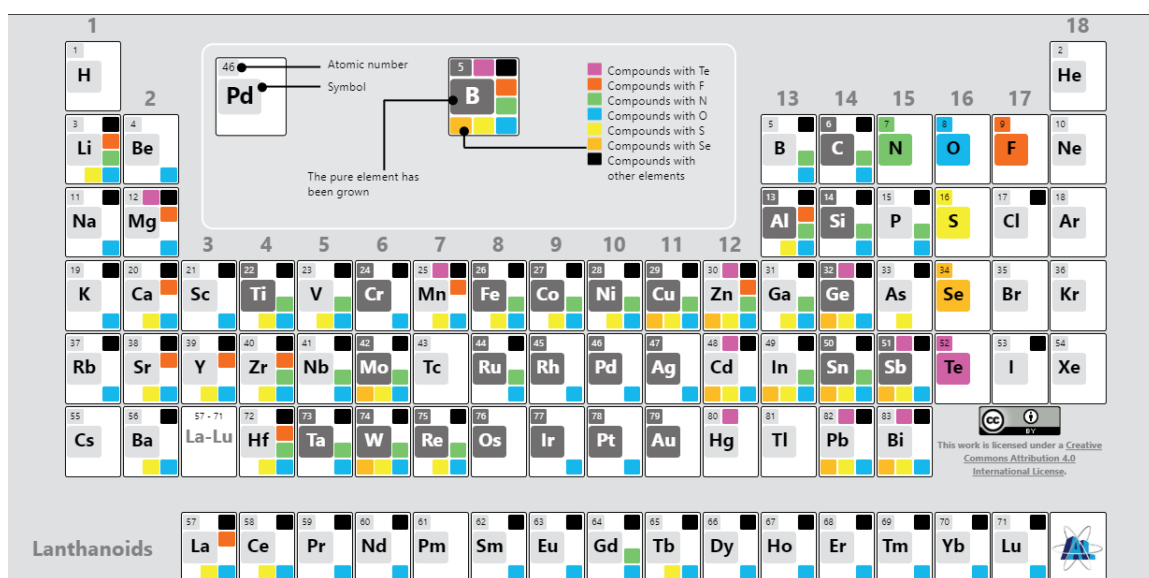 1
18
1
H
2
He
46
Pd
Atomic number
Symbol
5
B
The pure element has
been grown
Compounds with Te
Compounds with F
Compounds with N
Compounds with O
Compounds with S
Compounds with Se
Compounds with
other elements
2
13 14 15 16 17
3 4 5 6 7 8 9 10
Li Be B C N O F Ne
11 12 13 14 15 16 17 18
Na Mg Al Si P S Cl Ar
3 4 5 6 7 8 9 10 11 12
19 20 21 22 23 24 25 26 27 28 29 30 31 32 33 34 35 36
K Ca Sc Ti V Cr Mn Fe Co Ni Cu Zn Ga Ge As Se Br Kr
37 38 39 40 41 42 43 44 45 46 47 48 49 50 51 52 53 54
Rb Sr Y Zr Nb Mo Tc Ru Rh Pd Ag Cd In Sn Sb Te I Xe
55 56 57 - 71 72 73 74 75 76 77 78 79 80 81 82 83
Cs Ba La-Lu Hf Ta W Re Os Ir Pt Au Hg Tl Pb Bi
cc BY
This work is licensed under a Creative
Commons Attribution 4.0
International License.
57 58 59 60 61 62 63 64 65 66 67 68 69 70 71
Lanthanoids La Ce Pr Nd Pm Sm Eu Gd Tb Dy Ho Er Tm Yb Lu